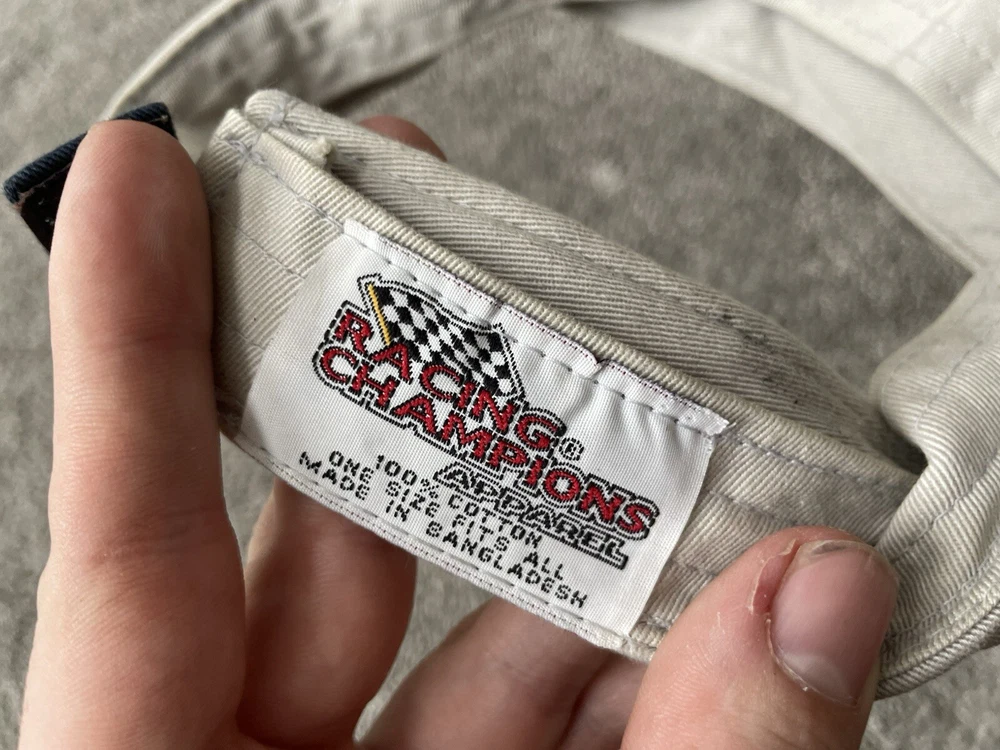 RACING®
CHAMPIONS
APPAREL
100% COTTON
ONE SIZE FITS ALL
MADE IN BANGLADESH